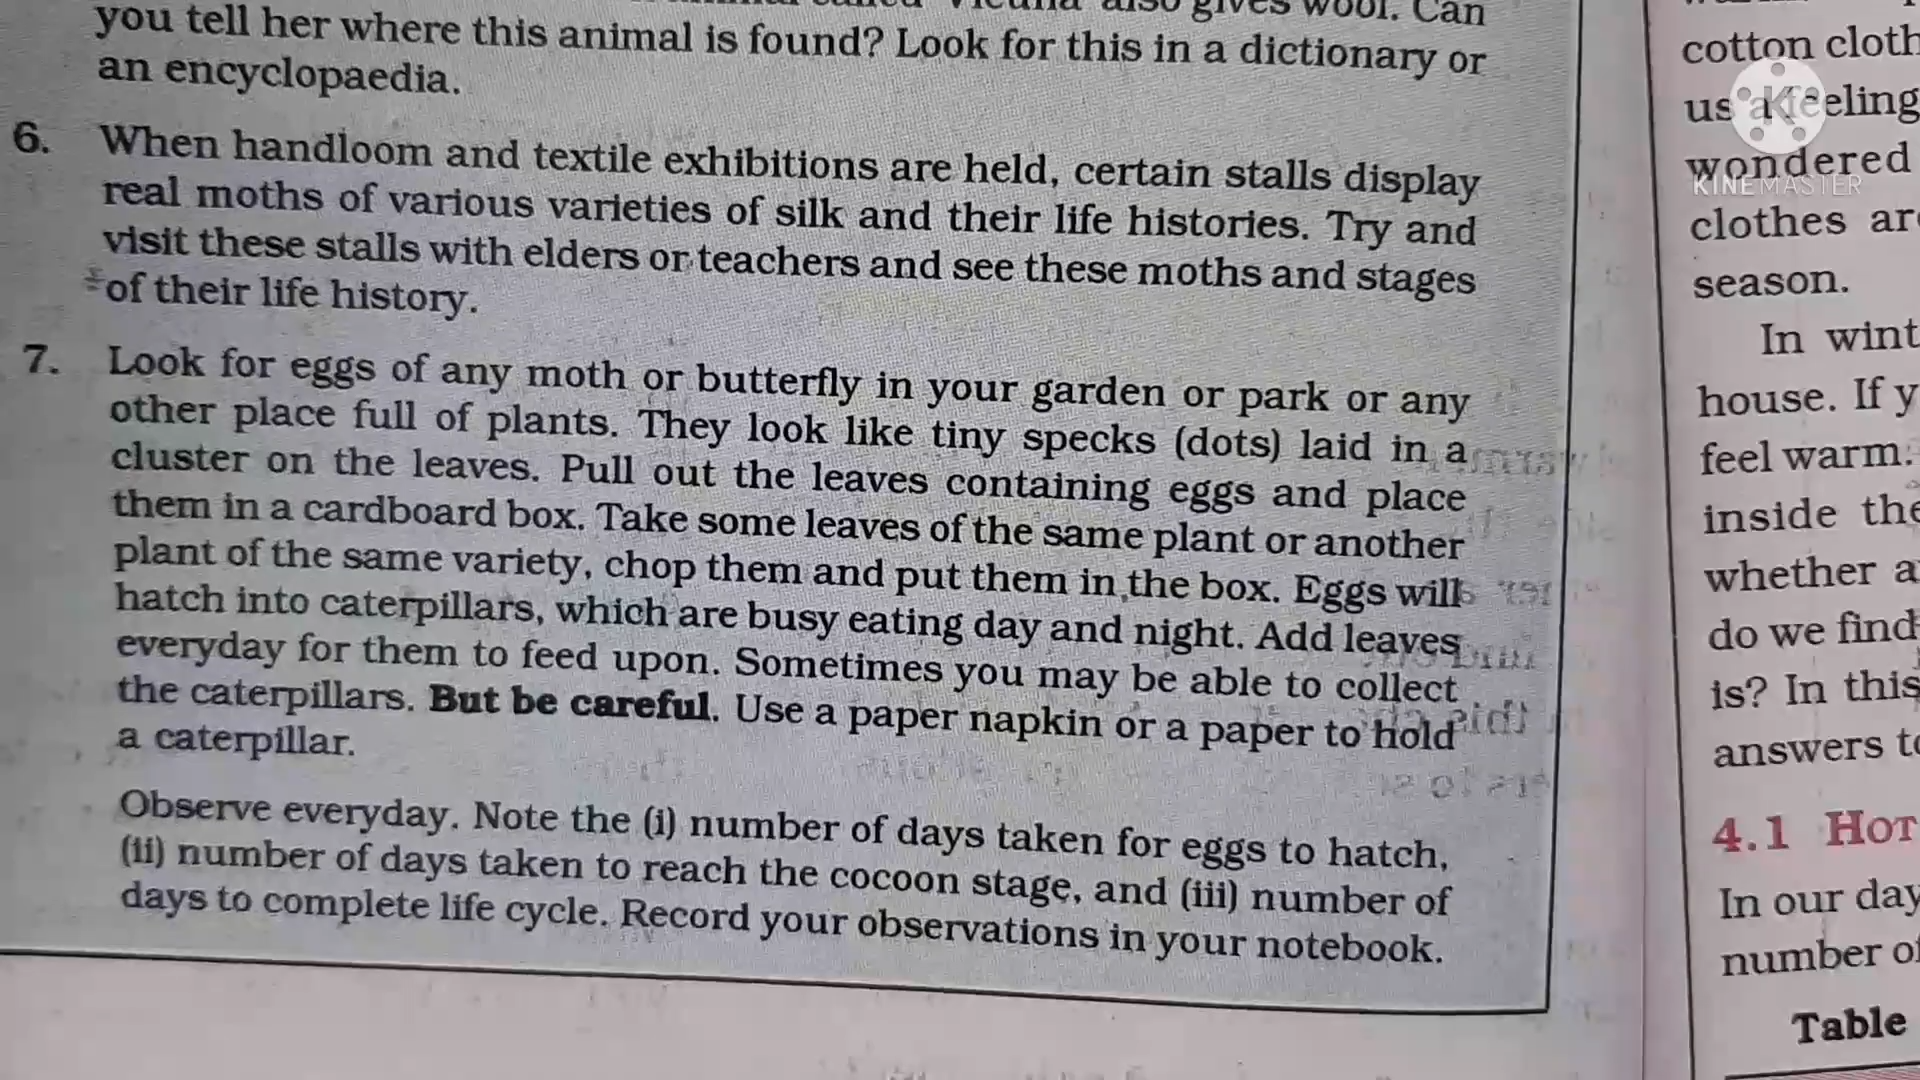 also gives wool. Can
you tell her where this animal is found? Look for this in a dictionary or
an encyclopaedia.
6. When handloom and textile exhibitions are held, certain stalls display
real moths of various varieties of silk and their life histories. Try and
visit these stalls with elders or teachers and see these moths and stages
of their life history.
7. Look for eggs of any moth or butterfly in your garden or park or any
other place full of plants. They look like tiny specks (dots) laid in a
cluster on the leaves. Pull out the leaves containing eggs and place
them in a cardboard box. Take some leaves of the same plant or another
plant of the same variety, chop them and put them in the box. Eggs will
hatch into caterpillars, which are busy eating day and night. Add leaves
everyday for them to feed upon. Sometimes you may be able to collect
the caterpillars. But be careful. Use a paper napkin or a paper to hold
a caterpillar.
Observe everyday. Note the (i) number of days taken for eggs to hatch,
(ii) number of days taken to reach the cocoon stage, and (iii) number of
days to complete life cycle. Record your observations in your notebook.
cotton cloth
us a feeling
wondered
clothes are
season.
In wint
house. If y
feel warm.
inside the
whether a
do we find
is? In this
answers to
4.1 HOT
In our day
number of
Table
K
KINEMASTER